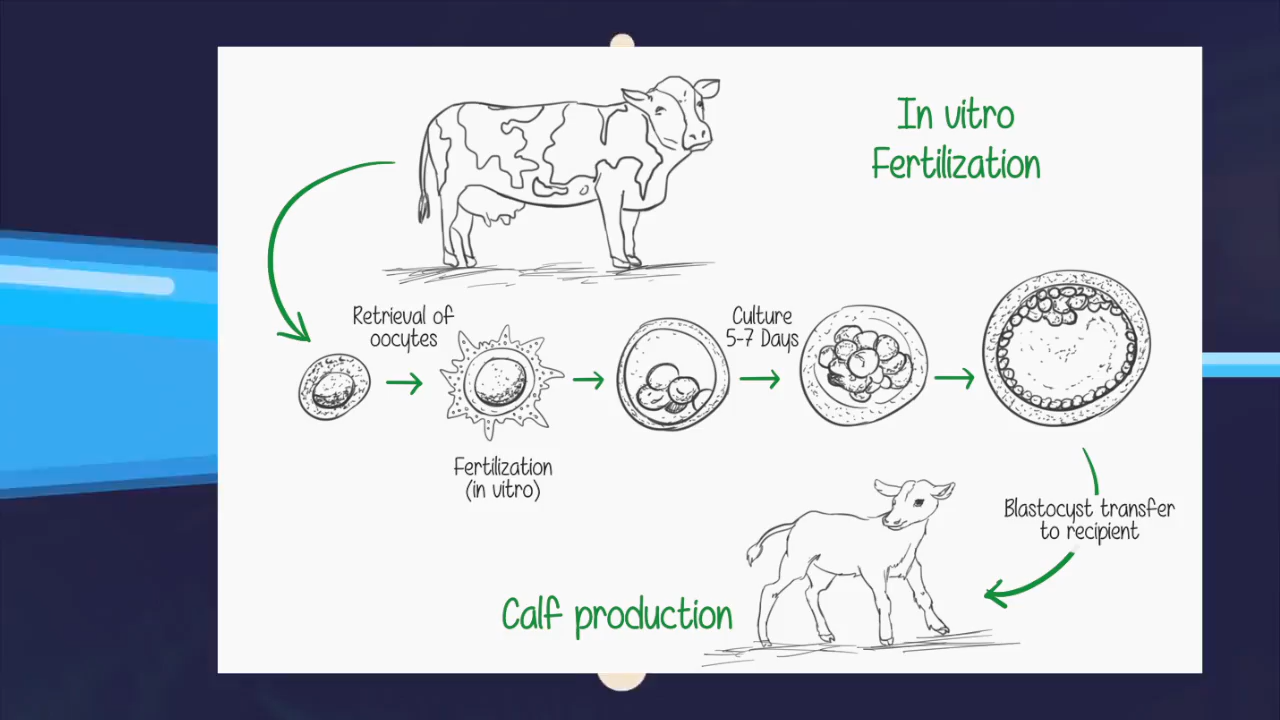 In vitro
Fertilization
Retrieval of
oocytes
Culture
5-7 Days
Fertilization
(in vitro)
Blastocyst transfer
to recipient
Calf production